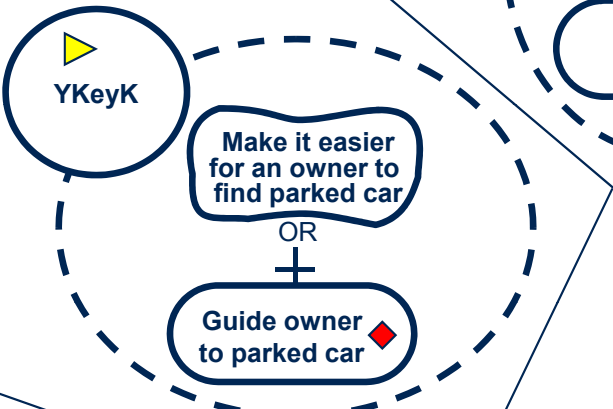 YKeyK
Make it easier
for an owner to
find parked car
OR
Guide owner
to parked car